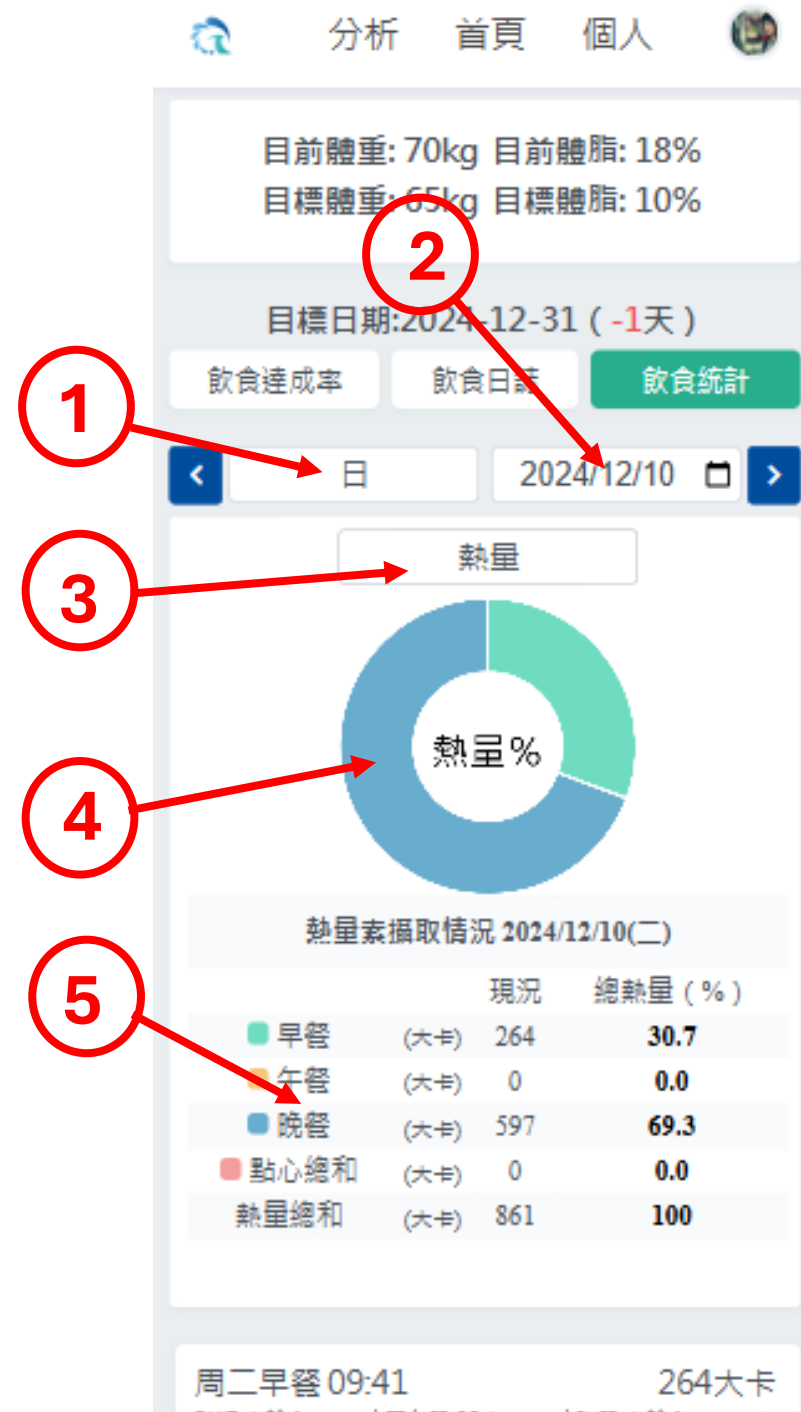 分析 首頁 個人
目前體重: 70kg 目前體脂: 18%
目標體重: 65kg 目標體脂: 10%
2
目標日期:2024-12-31 ( -1天 )
1
飲食達成率 飲食日誌 飲食統計
< 日 2024/12/10 >
3
熱量
熱量%
4
熱量素攝取情況 2024/12/10(二)
5
現況 總熱量 ( % )
早餐 (大卡) 264 30.7
午餐 (大卡) 0 0.0
晚餐 (大卡) 597 69.3
點心總和 (大卡) 0 0.0
熱量總和 (大卡) 861 100
周二早餐 09:41 264大卡